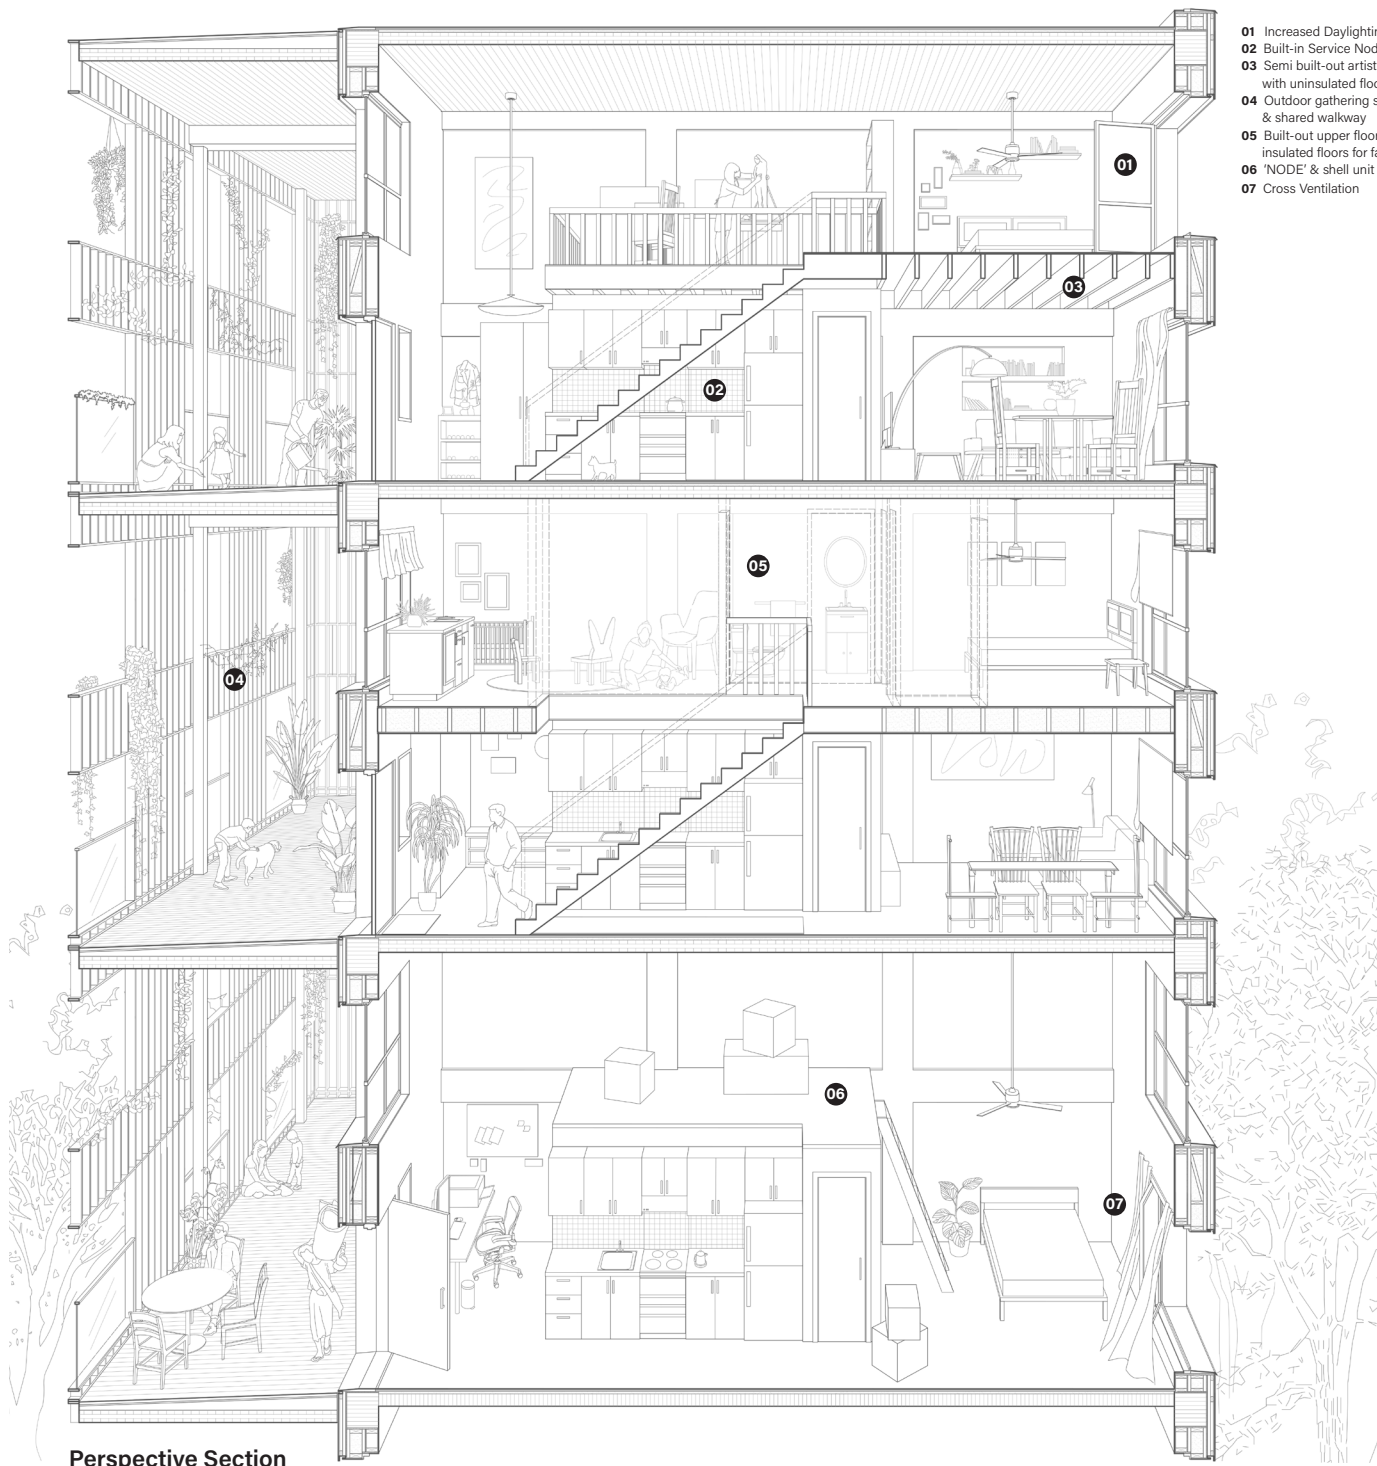 01 Increased Daylightin
02 Built-in Service Nod
03 Semi built-out artist
with uninsulated floo
04 Outdoor gathering s
& shared walkway
05 Built-out upper floor
insulated floors for fa
06 'NODE' & shell unit
07 Cross Ventilation
01
03
02
05
04
06
07
Perspective Section